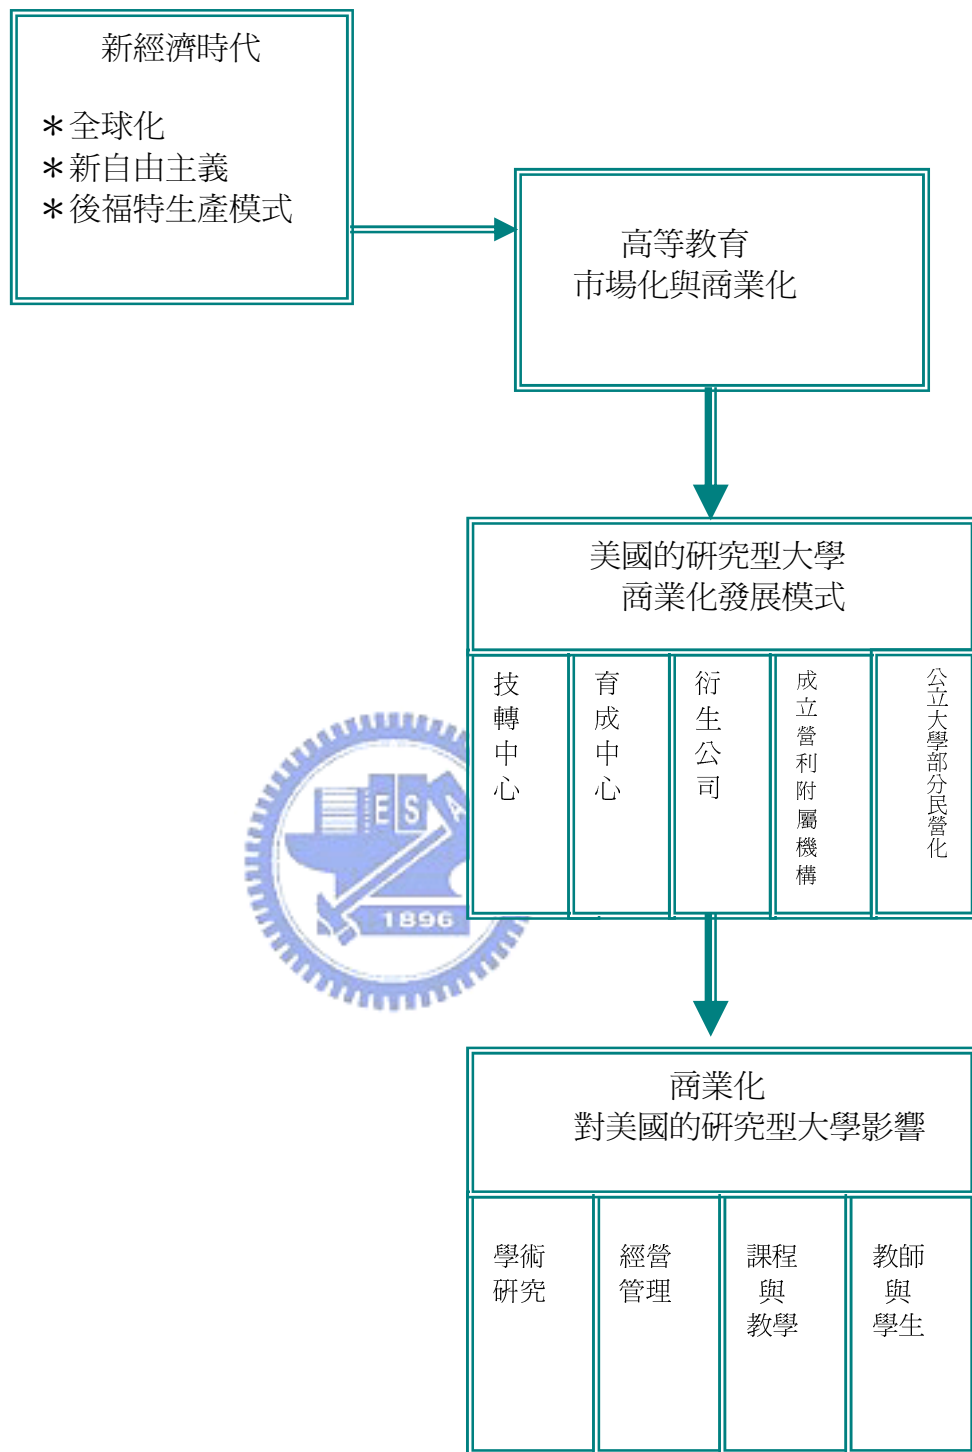 新經濟時代
＊全球化
＊新自由主義
＊後福特生產模式
高等教育
市場化與商業化
美國的研究型大學
商業化發展模式
技轉中心
育成中心
衍生公司
成立營利附屬機構
公立大學部分民營化
ESA
1896
商業化
對美國的研究型大學影響
學術
研究
經營
管理
課程
與
教學
教師
與
學生